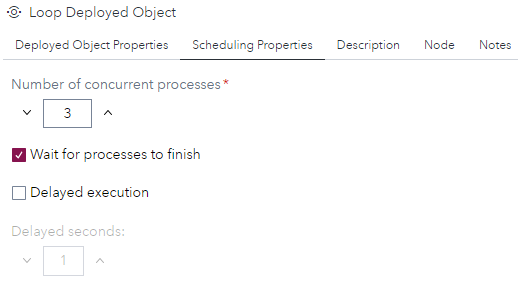 Loop Deployed Object
Deployed Object Properties Scheduling Properties Description Node Notes
Number of concurrent processes*
3
Wait for processes to finish
Delayed execution
Delayed seconds:
1